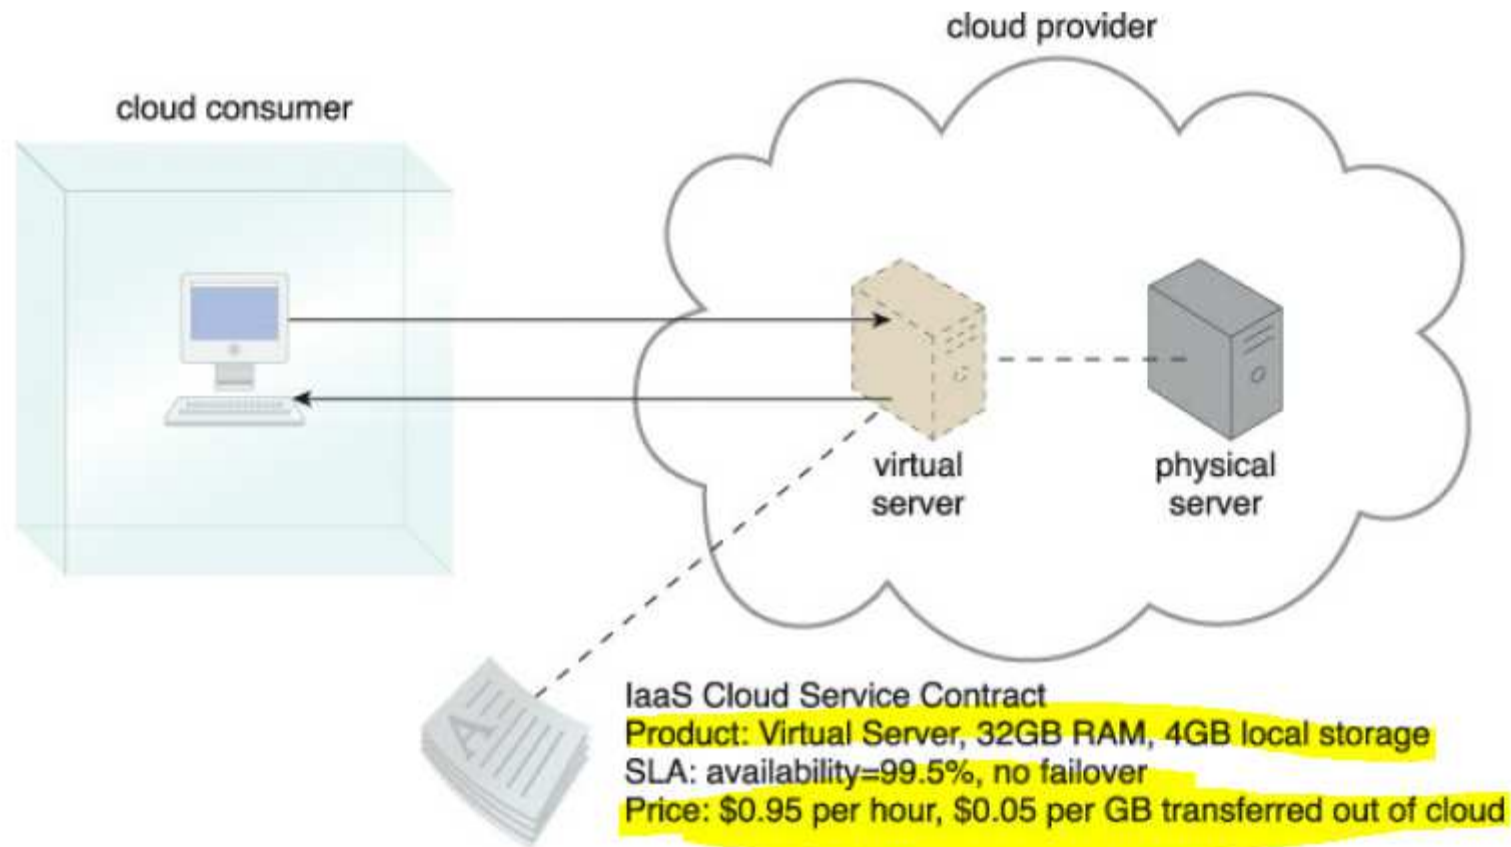 cloud provider
cloud consumer
virtual
server
physical
server
A
IaaS Cloud Service Contract
Product: Virtual Server, 32GB RAM, 4GB local storage
SLA: availability=99.5%, no failover
Price: $0.95 per hour, $0.05 per GB transferred out of cloud